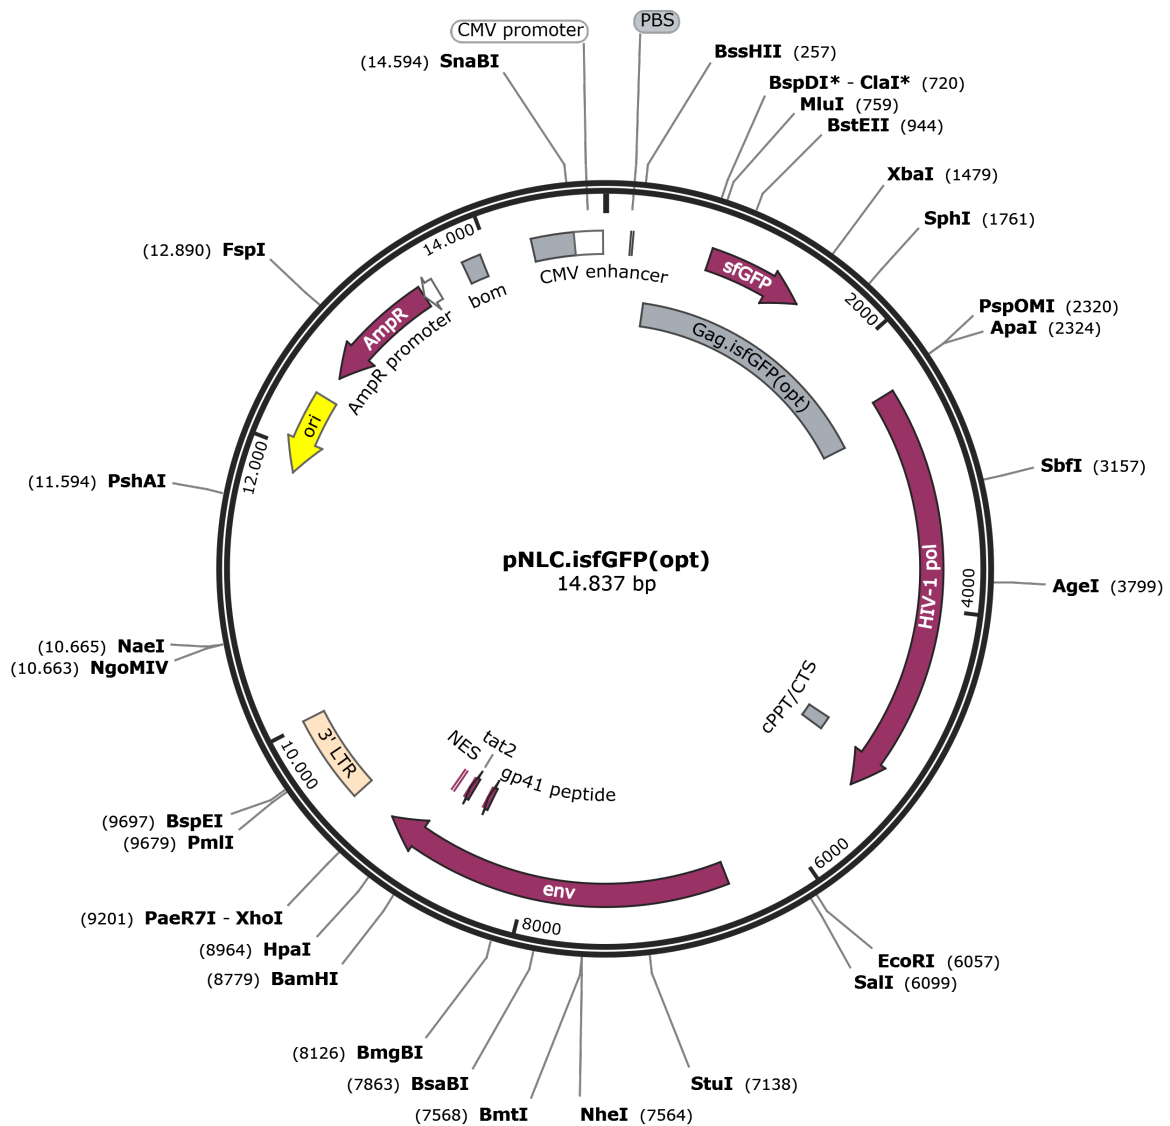 CMV promoter
PBS
(14.594) SnaBI
BssHII (257)
BspDI* - ClaI* (720)
MluI (759)
BstEII (944)
XbaI (1479)
SphI (1761)
(12.890) FspI
14.000
bom
CMV enhancer
sfGFP
2000
PspOMI (2320)
ApaI (2324)
AmpR
AmpR promoter
Gag.isfGFP(opt)
ori
12.000
SbfI (3157)
(11.594) PshAI
pNLC.isfGFP(opt)
14.837 bp
HIV-1 pol
4000
AgeI (3799)
(10.665) NaeI
(10.663) NgoMIV
cPPT/CTS
3' LTR
10.000
NES
tat2
gp41 peptide
(9697) BspEI
(9679) PmlI
6000
env
8000
(9201) PaeR7I - XhoI
(8964) HpaI
(8779) BamHI
EcoRI (6057)
SalI (6099)
(8126) BmgBI
(7863) BsaBI
(7568) BmtI
NheI (7564)
StuI (7138)